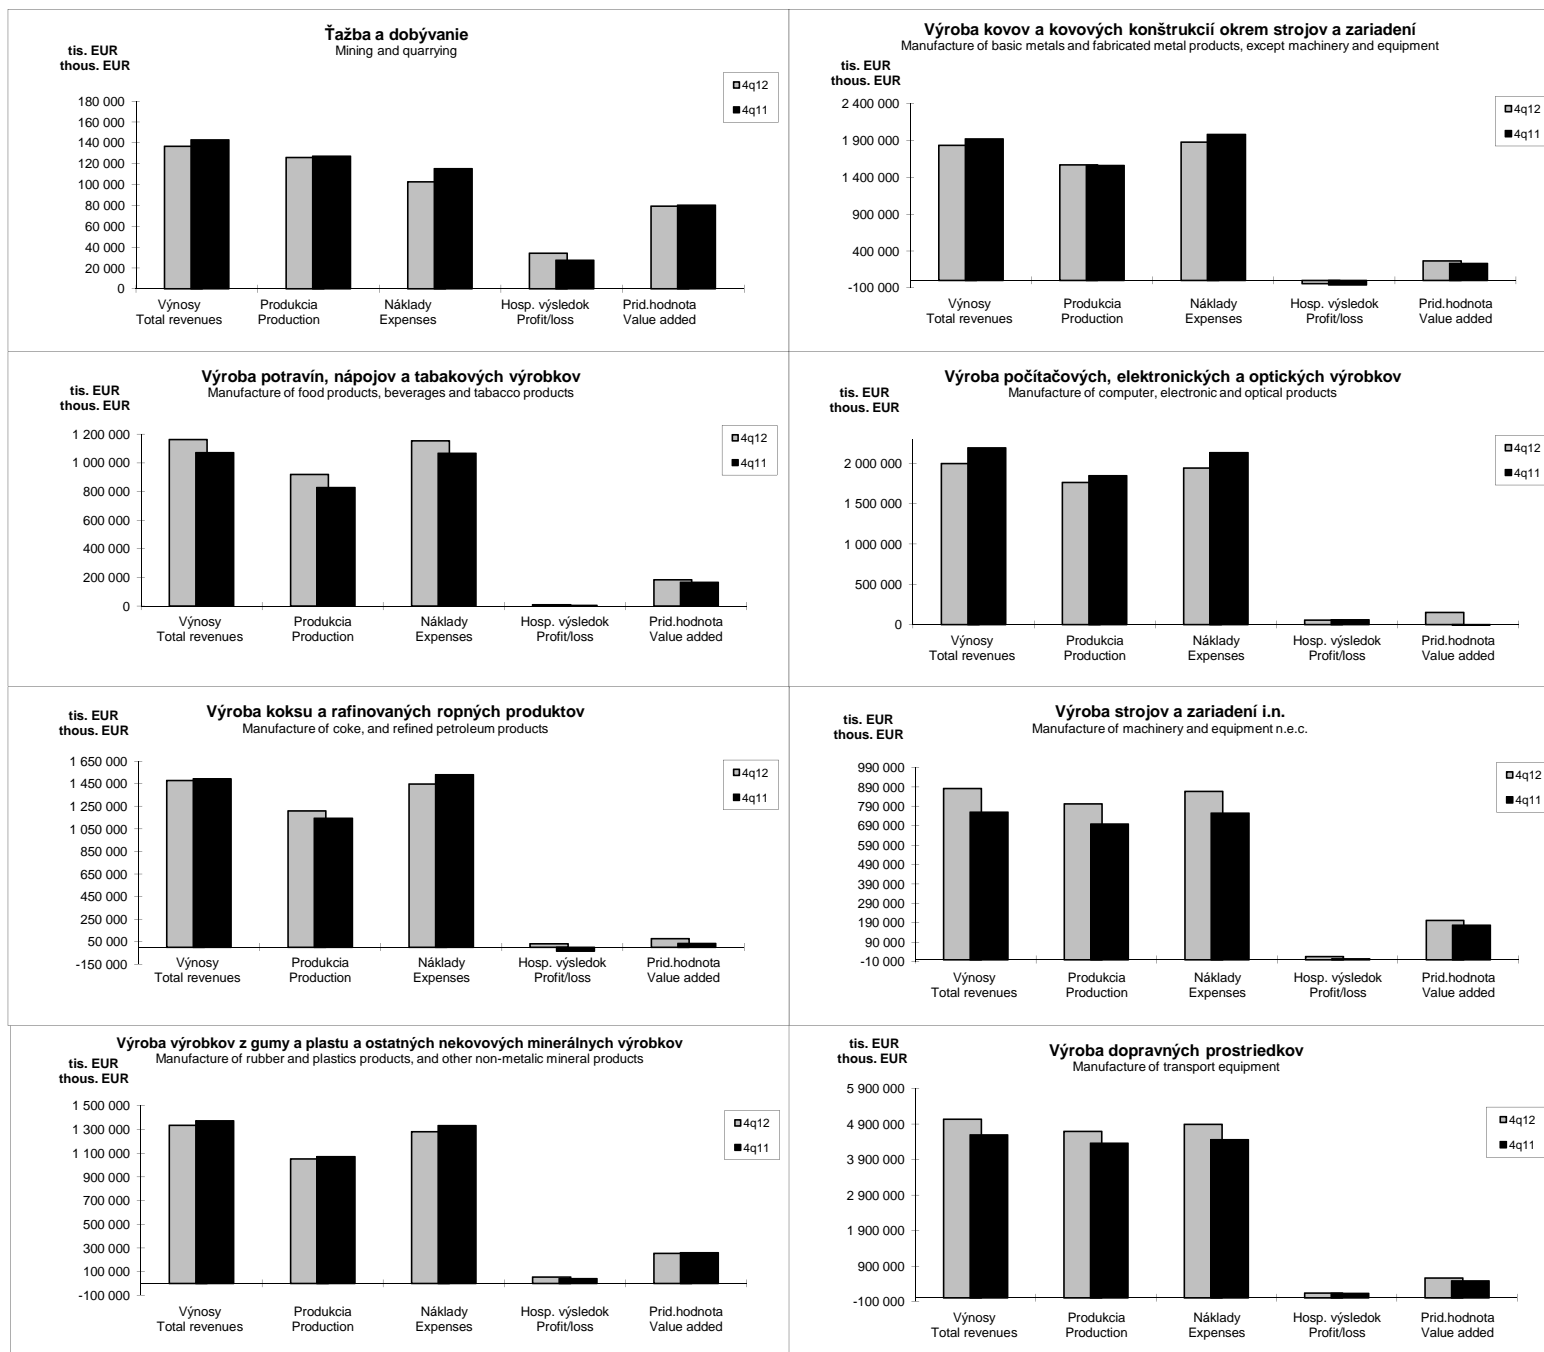 Ťažba a dobývanie
Mining and quarrying
tis. EUR
thous. EUR
4q12
4q11
180 000
160 000
140 000
120 000
100 000
80 000
60 000
40 000
20 000
0
Výnosy
Total revenues
Produkcia
Production
Náklady
Expenses
Hosp. výsledok
Profit/loss
Prid.hodnota
Value added
Výroba kovov a kovových konštrukcií okrem strojov a zariadení
Manufacture of basic metals and fabricated metal products, except machinery and equipment
tis. EUR
thous. EUR
4q12
4q11
2 400 000
1 900 000
1 400 000
900 000
400 000
-100 000
Výnosy
Total revenues
Produkcia
Production
Náklady
Expenses
Hosp. výsledok
Profit/loss
Prid.hodnota
Value added
Výroba potravín, nápojov a tabakových výrobkov
Manufacture of food products, beverages and tabacco products
tis. EUR
thous. EUR
4q12
4q11
1 200 000
1 000 000
800 000
600 000
400 000
200 000
0
Výnosy
Total revenues
Produkcia
Production
Náklady
Expenses
Hosp. výsledok
Profit/loss
Prid.hodnota
Value added
Výroba počítačových, elektronických a optických výrobkov
Manufacture of computer, electronic and optical products
tis. EUR
thous. EUR
4q12
4q11
2 000 000
1 500 000
1 000 000
500 000
0
Výnosy
Total revenues
Produkcia
Production
Náklady
Expenses
Hosp. výsledok
Profit/loss
Prid.hodnota
Value added
Výroba koksu a rafinovaných ropných produktov
Manufacture of coke, and refined petroleum products
tis. EUR
thous. EUR
4q12
4q11
1 650 000
1 450 000
1 250 000
1 050 000
850 000
650 000
450 000
250 000
50 000
-150 000
Výnosy
Total revenues
Produkcia
Production
Náklady
Expenses
Hosp. výsledok
Profit/loss
Prid.hodnota
Value added
Výroba strojov a zariadení i.n.
Manufacture of machinery and equipment n.e.c.
tis. EUR
thous. EUR
4q12
4q11
990 000
890 000
790 000
690 000
590 000
490 000
390 000
290 000
190 000
90 000
-10 000
Výnosy
Total revenues
Produkcia
Production
Náklady
Expenses
Hosp. výsledok
Profit/loss
Prid.hodnota
Value added
Výroba výrobkov z gumy a plastu a ostatných nekovových minerálnych výrobkov
Manufacture of rubber and plastics products, and other non-metalic mineral products
tis. EUR
thous. EUR
4q12
4q11
1 500 000
1 300 000
1 100 000
900 000
700 000
500 000
300 000
100 000
-100 000
Výnosy
Total revenues
Produkcia
Production
Náklady
Expenses
Hosp. výsledok
Profit/loss
Prid.hodnota
Value added
Výroba dopravných prostriedkov
Manufacture of transport equipment
tis. EUR
thous. EUR
4q12
4q11
5 900 000
4 900 000
3 900 000
2 900 000
1 900 000
900 000
-100 000
Výnosy
Total revenues
Produkcia
Production
Náklady
Expenses
Hosp. výsledok
Profit/loss
Prid.hodnota
Value added